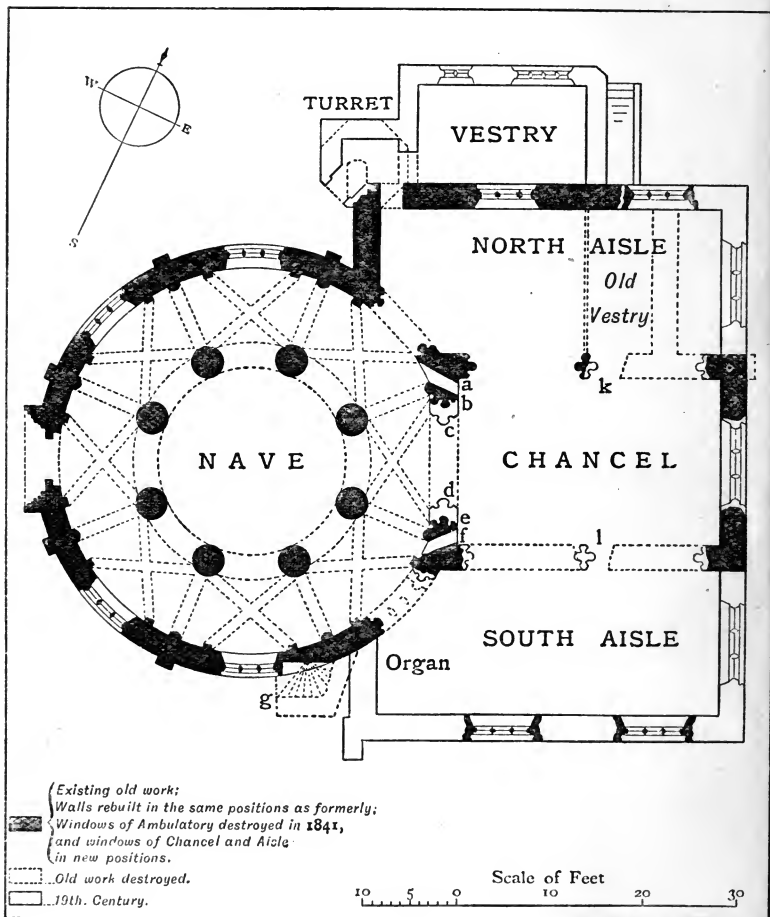 W
E
S
TURRET
VESTRY
NORTH AISLE
Old
Vestry
a
b
c
k
NAVE
CHANCEL
d
e
f
l
SOUTH AISLE
Organ
g
Existing old work;
Walls rebuilt in the same positions as formerly;
Windows of Ambulatory destroyed in 1841,
and windows of Chancel and Aisle
in new positions.
Old work destroyed.
19th. Century.
Scale of Feet
10 5 0 10 20 30